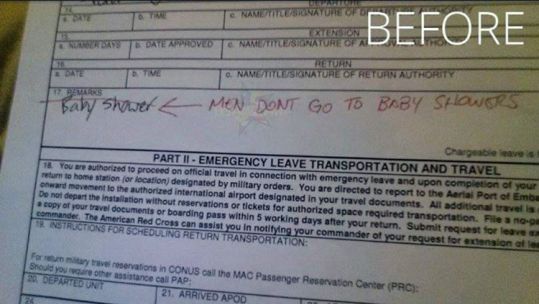 BEFORE
DEPARTURE
14.
a. DATE
b. TIME
c. NAME/TITLE/SIGNATURE OF
15.
EXTENSION
a. NUMBER DAYS
b. DATE APPROVED
c. NAME/TITLE/SIGNATURE OF
16.
RETURN
a. DATE
b. TIME
c. NAME/TITLE/SIGNATURE OF RETURN AUTHORITY
17. REMARKS
Baby Shower ← MEN DONT GO TO BABY SHOWERS
Chargeable leave is
PART II - EMERGENCY LEAVE TRANSPORTATION AND TRAVEL
18. You are authorized to proceed on official travel in connection with emergency leave and upon completion of your
return to home station (or location) designated by military orders. You are directed to report to the Aerial Port of
onward movement to the authorized international airport designated in your travel documents. All additional travel is
Do not depart the installation without reservations or tickets for authorized space required transportation. File a
a copy of your travel documents or boarding pass within 5 working days after your return. Submit request for leave
commander. The American Red Cross can assist you in notifying your commander of your request for extension of
19. INSTRUCTIONS FOR SCHEDULING RETURN TRANSPORTATION:
For return military travel reservations in CONUS call the MAC Passenger Reservation Center (PRC):
Should you require other assistance call PAP:
20. DEPARTED UNIT
21. ARRIVED APOD